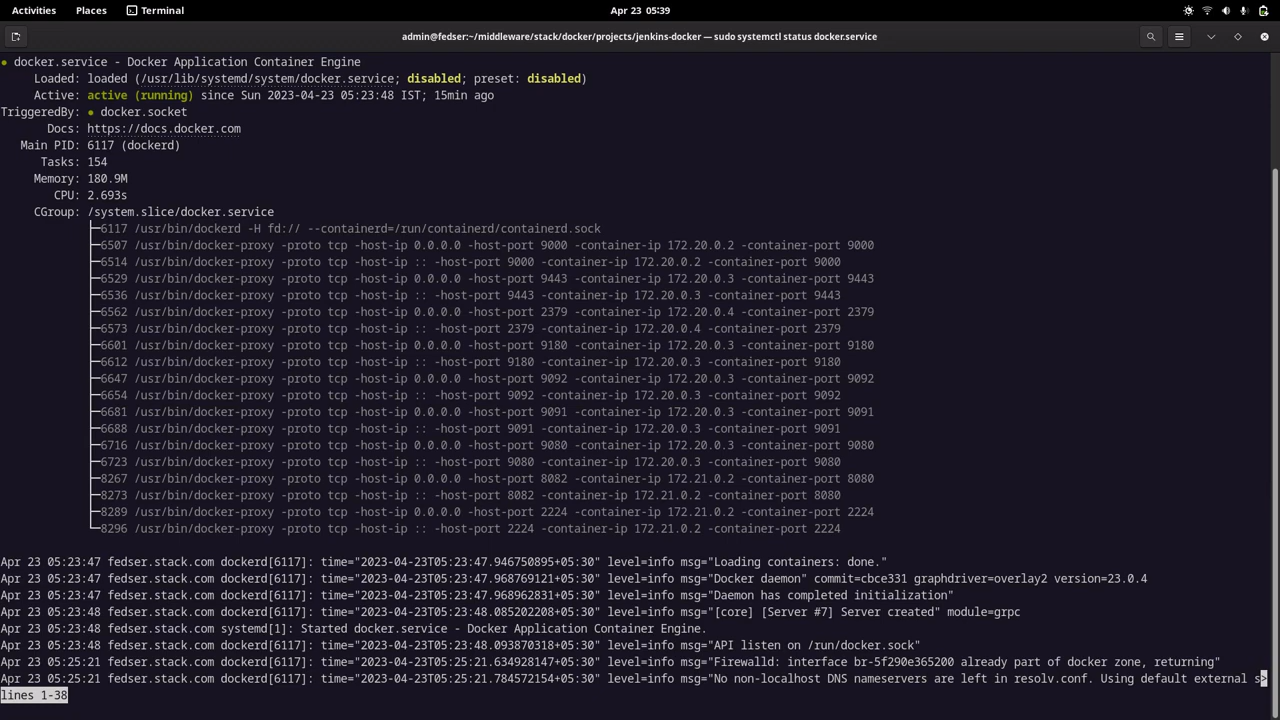 Activities Places Terminal Apr 23 05:39
admin@fedser:~/middleware/stack/docker/projects/jenkins-docker — sudo systemctl status docker.service
● docker.service - Docker Application Container Engine
Loaded: loaded (/usr/lib/systemd/system/docker.service; disabled; preset: disabled)
Active: active (running) since Sun 2023-04-23 05:23:48 IST; 15min ago
TriggeredBy: ● docker.socket
Docs: https://docs.docker.com
Main PID: 6117 (dockerd)
Tasks: 154
Memory: 180.9M
CPU: 2.693s
CGroup: /system.slice/docker.service
├─6117 /usr/bin/dockerd -H fd:// --containerd=/run/containerd/containerd.sock
├─6507 /usr/bin/docker-proxy -proto tcp -host-ip 0.0.0.0 -host-port 9000 -container-ip 172.20.0.2 -container-port 9000
├─6514 /usr/bin/docker-proxy -proto tcp -host-ip :: -host-port 9000 -container-ip 172.20.0.2 -container-port 9000
├─6529 /usr/bin/docker-proxy -proto tcp -host-ip 0.0.0.0 -host-port 9443 -container-ip 172.20.0.3 -container-port 9443
├─6536 /usr/bin/docker-proxy -proto tcp -host-ip :: -host-port 9443 -container-ip 172.20.0.3 -container-port 9443
├─6562 /usr/bin/docker-proxy -proto tcp -host-ip 0.0.0.0 -host-port 2379 -container-ip 172.20.0.4 -container-port 2379
├─6573 /usr/bin/docker-proxy -proto tcp -host-ip :: -host-port 2379 -container-ip 172.20.0.4 -container-port 2379
├─6601 /usr/bin/docker-proxy -proto tcp -host-ip 0.0.0.0 -host-port 9180 -container-ip 172.20.0.3 -container-port 9180
├─6612 /usr/bin/docker-proxy -proto tcp -host-ip :: -host-port 9180 -container-ip 172.20.0.3 -container-port 9180
├─6647 /usr/bin/docker-proxy -proto tcp -host-ip 0.0.0.0 -host-port 9092 -container-ip 172.20.0.3 -container-port 9092
├─6654 /usr/bin/docker-proxy -proto tcp -host-ip :: -host-port 9092 -container-ip 172.20.0.3 -container-port 9092
├─6681 /usr/bin/docker-proxy -proto tcp -host-ip 0.0.0.0 -host-port 9091 -container-ip 172.20.0.3 -container-port 9091
├─6688 /usr/bin/docker-proxy -proto tcp -host-ip :: -host-port 9091 -container-ip 172.20.0.3 -container-port 9091
├─6716 /usr/bin/docker-proxy -proto tcp -host-ip 0.0.0.0 -host-port 9080 -container-ip 172.20.0.3 -container-port 9080
├─6723 /usr/bin/docker-proxy -proto tcp -host-ip :: -host-port 9080 -container-ip 172.20.0.3 -container-port 9080
├─8267 /usr/bin/docker-proxy -proto tcp -host-ip 0.0.0.0 -host-port 8082 -container-ip 172.21.0.2 -container-port 8080
├─8273 /usr/bin/docker-proxy -proto tcp -host-ip :: -host-port 8082 -container-ip 172.21.0.2 -container-port 8080
├─8289 /usr/bin/docker-proxy -proto tcp -host-ip 0.0.0.0 -host-port 2224 -container-ip 172.21.0.2 -container-port 2224
└─8296 /usr/bin/docker-proxy -proto tcp -host-ip :: -host-port 2224 -container-ip 172.21.0.2 -container-port 2224
Apr 23 05:23:47 fedser.stack.com dockerd[6117]: time="2023-04-23T05:23:47.946750895+05:30" level=info msg="Loading containers: done."
Apr 23 05:23:47 fedser.stack.com dockerd[6117]: time="2023-04-23T05:23:47.968769121+05:30" level=info msg="Docker daemon" commit=cbce331 graphdriver=overlay2 version=23.0.4
Apr 23 05:23:47 fedser.stack.com dockerd[6117]: time="2023-04-23T05:23:47.968962831+05:30" level=info msg="Daemon has completed initialization"
Apr 23 05:23:48 fedser.stack.com dockerd[6117]: time="2023-04-23T05:23:48.085202208+05:30" level=info msg="[core] [Server #7] Server created" module=grpc
Apr 23 05:23:48 fedser.stack.com systemd[1]: Started docker.service - Docker Application Container Engine.
Apr 23 05:23:48 fedser.stack.com dockerd[6117]: time="2023-04-23T05:23:48.093870318+05:30" level=info msg="API listen on /run/docker.sock"
Apr 23 05:25:21 fedser.stack.com dockerd[6117]: time="2023-04-23T05:25:21.634928147+05:30" level=info msg="Firewalld: interface br-5f290e365200 already part of docker zone, returning"
Apr 23 05:25:21 fedser.stack.com dockerd[6117]: time="2023-04-23T05:25:21.784572154+05:30" level=info msg="No non-localhost DNS nameservers are left in resolv.conf. Using default external s>
lines 1-38